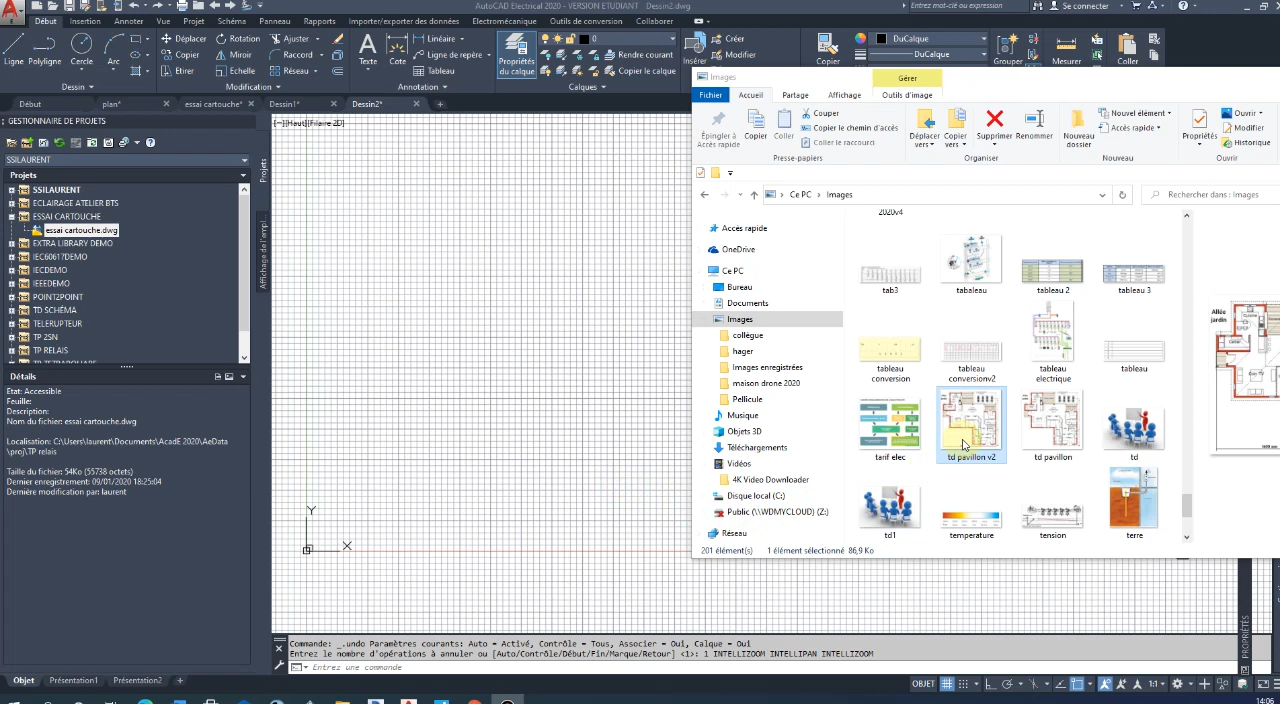 AutoCAD Electrical 2020 - VERSION ETUDIANT Dessin2.dwg
Entrez mot-clé ou expression
Se connecter
Début Insertion Annoter Vue Projet Schéma Panneau Rapports Importer/exporter des données Electromécanique Outils de conversion Collaborer
Ligne Polyligne Cercle Arc
Déplacer Rotation Ajuster
Copier Miroir Raccord
Etirer Echelle Réseau
Texte Cote
Linéaire
Ligne de repère
Tableau
Propriétés du calque
0
Rendre courant
Copier le calque
Insérer
Créer
Modifier
Copier
DuCalque
DuCalque
Grouper Mesurer Coller
Dessin Modification Annotation Calques
Début plan* essai cartouche* Dessin1* Dessin2*
GESTIONNAIRE DE PROJETS
SSILAURENT
Projets
SSILAURENT
ECLAIRAGE ATELIER BTS
ESSAI CARTOUCHE
essai cartouche.dwg
EXTRA LIBRARY DEMO
IEC60617DEMO
IECDEMO
IEEEDEMO
POINT2POINT
TD SCHÉMA
TELERUPTEUR
TP 2SN
TP RELAIS
Projets
Affichage de l'empl...
Détails
Etat: Accessible
Feuille:
Description:
Nom du fichier: essai cartouche.dwg
Localisation: C:\Users\laurent\Documents\AcadE 2020\AeData
\proj\TP relais
Taille du fichier: 54Ko (55738 octets)
Dernier enregistrement: 09/01/2020 18:25:04
Dernière modification par: laurent
[−][Haut][Filaire 2D]
Y
X
Images
Gérer
Fichier Accueil Partage Affichage Outils d'image
Épingler à Accès rapide
Copier
Coller
Couper
Copier le chemin d'accès
Coller le raccourci
Déplacer vers
Copier vers
Supprimer
Renommer
Nouveau dossier
Nouvel élément
Accès rapide
Propriétés
Ouvrir
Modifier
Historique
Presse-papiers Organiser Nouveau Ouvrir
Ce PC Images
Rechercher dans : Images
Accès rapide
OneDrive
Ce PC
Bureau
Documents
Images
collègue
hager
Images enregistrées
maison drone 2020
Pellicule
Musique
Objets 3D
Téléchargements
Vidéos
4K Video Downloader
Disque local (C:)
Public (\\WDMYCLOUD) (Z:)
Réseau
2020v4
tab3 tabaleau tableau 2 tableau 3
tableau conversion
tableau conversionv2
tableau electrique
tableau
tarif elec td pavillon v2 td pavillon td
td1 temperature tension terre
Allée jardin
201 élément(s) 1 élément sélectionné 86,9 Ko
Commande: _.undo Paramètres courants: Auto = Activé, Contrôle = Tous, Associer = Oui, Calque = Oui
Entrez le nombre d'opérations à annuler ou [Auto/Contrôle/Début/Fin/Marque/Retour] <1>: 1 INTELLIZOOM INTELLIPAN INTELLIZOOM
Entrez une commande
PROPRIÉTÉS
Objet Présentation1 Présentation2
OBJET
1:1
14:06